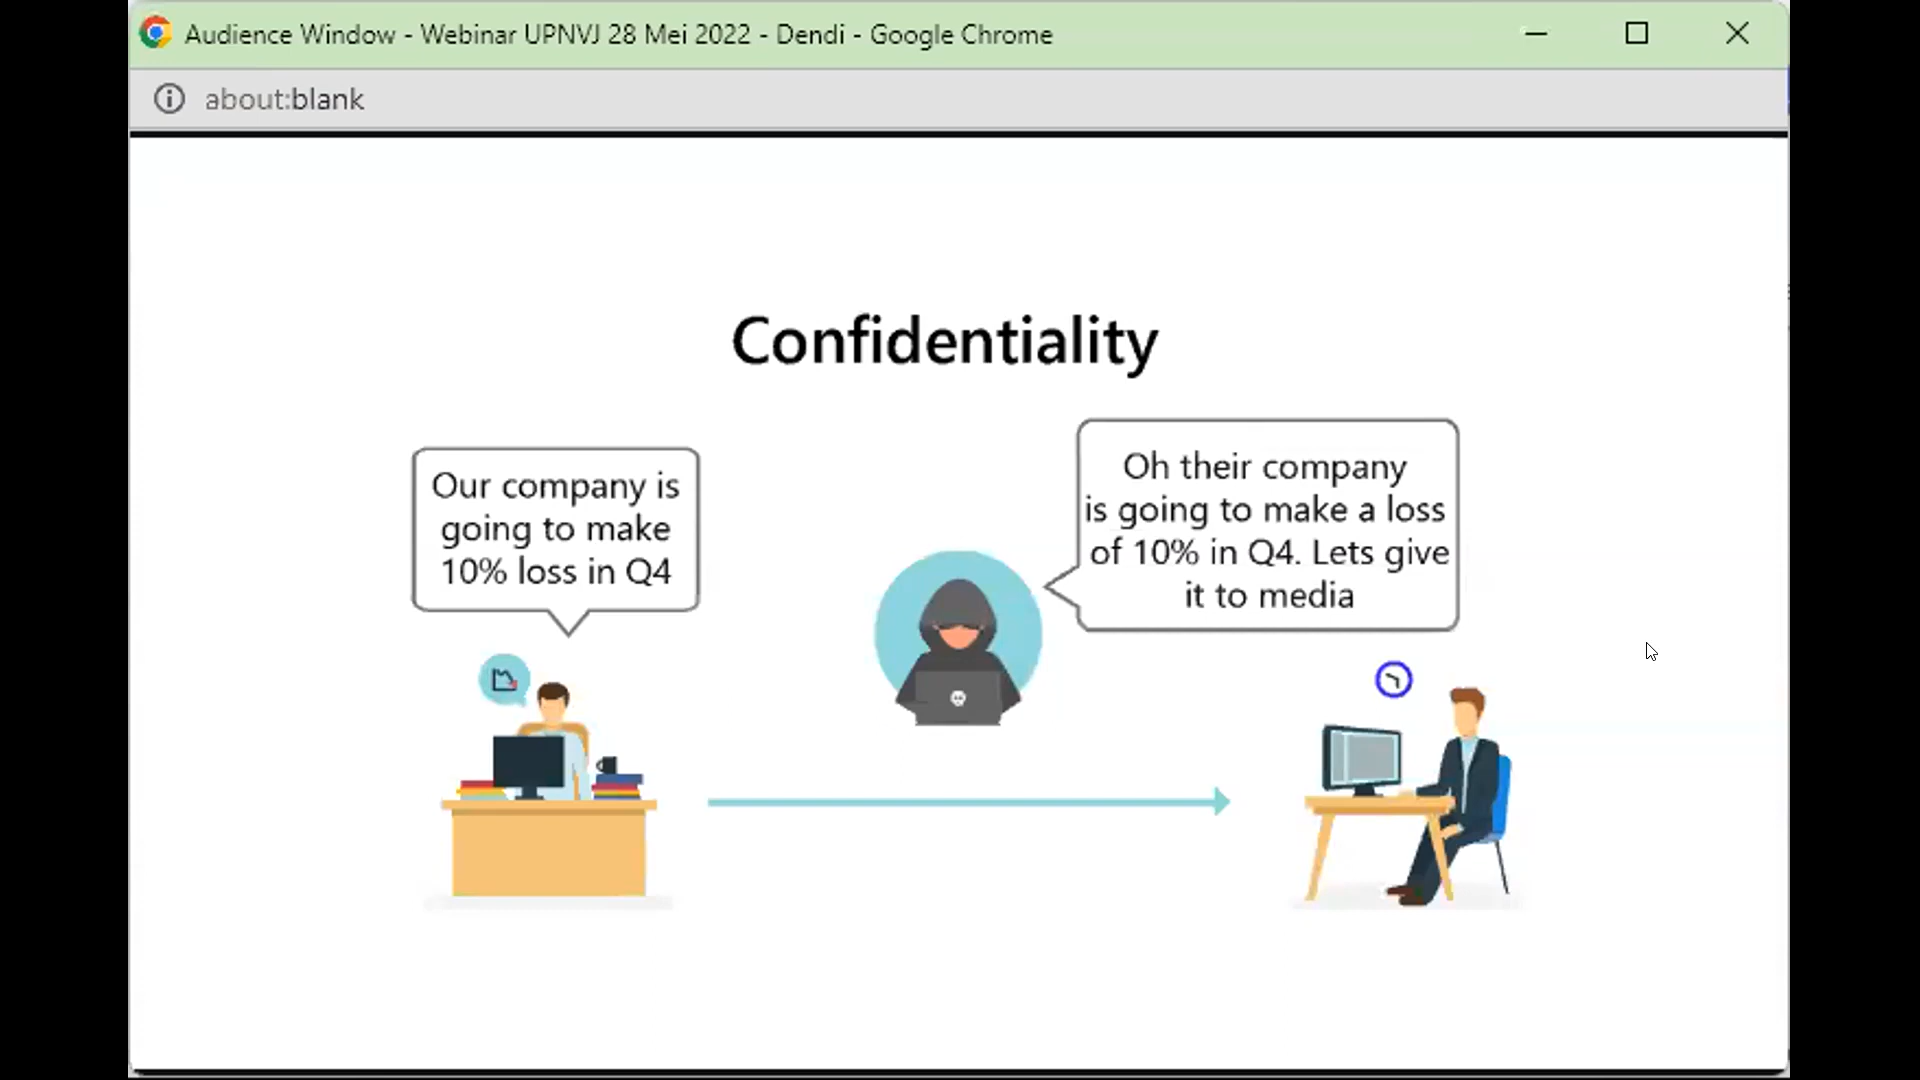 Audience Window - Webinar UPNVJ 28 Mei 2022 - Dendi - Google Chrome
about:blank
Confidentiality
Our company is
going to make
10% loss in Q4
Oh their company
is going to make a loss
of 10% in Q4. Lets give
it to media